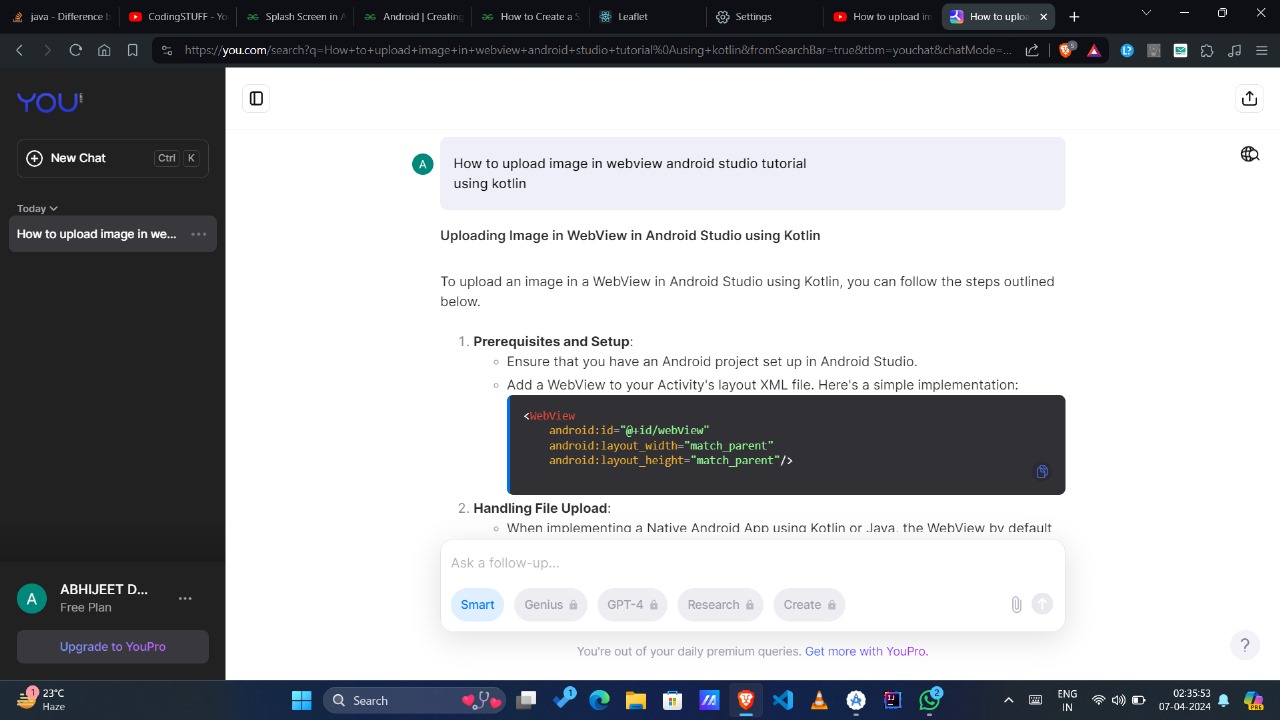 java - Difference b
CodingSTUFF - Yo
Splash Screen in A
Android | Creating
How to Create a S
Leaflet
Settings
How to upload im
How to uploa
https://you.com/search?q=How+to+upload+image+in+webview+android+studio+tutorial%0Ausing+kotlin&fromSearchBar=true&tbm=youchat&chatMode=...
YOU
New Chat
Ctrl K
Today
How to upload image in we...
A
How to upload image in webview android studio tutorial
using kotlin
Uploading Image in WebView in Android Studio using Kotlin
To upload an image in a WebView in Android Studio using Kotlin, you can follow the steps outlined
below.
1. Prerequisites and Setup:
Ensure that you have an Android project set up in Android Studio.
Add a WebView to your Activity's layout XML file. Here's a simple implementation:
<WebView
android:id="@+id/webView"
android:layout_width="match_parent"
android:layout_height="match_parent"/>
2. Handling File Upload:
When implementing a Native Android App using Kotlin or Java, the WebView by default
Ask a follow-up...
Smart Genius GPT-4 Research Create
You're out of your daily premium queries. Get more with YouPro.
A
ABHIJEET D...
Free Plan
Upgrade to YouPro
?
1
23°C
Haze
Search
1
2
ENG
IN
02:35:53
07-04-2024
PRE